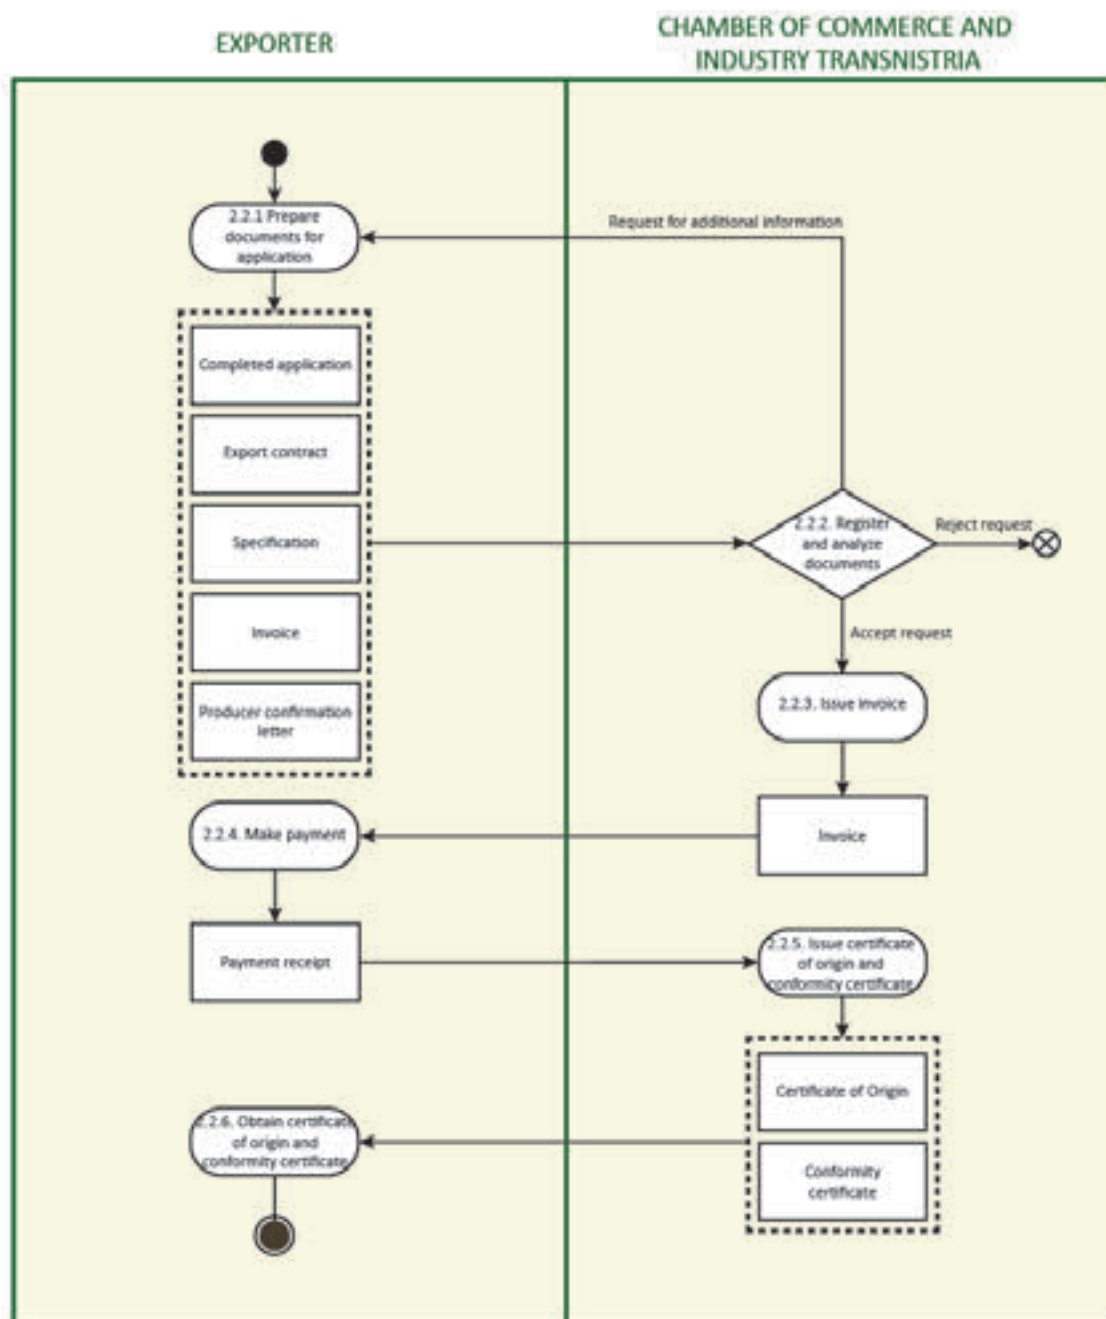 EXPORTER
CHAMBER OF COMMERCE AND
INDUSTRY TRANSNISTRIA
2.2.1 Prepare
documents for
application
Request for additional information
Completed application
Export contract
Specification
Invoice
Producer confirmation
letter
2.2.2. Register
and analyze
documents
Reject request
Accept request
2.2.3. Issue Invoice
Invoice
2.2.4. Make payment
Payment receipt
2.2.5. Issue certificate
of origin and
conformity certificate
Certificate of Origin
Conformity
certificate
2.2.6. Obtain certificate
of origin and
conformity certificate